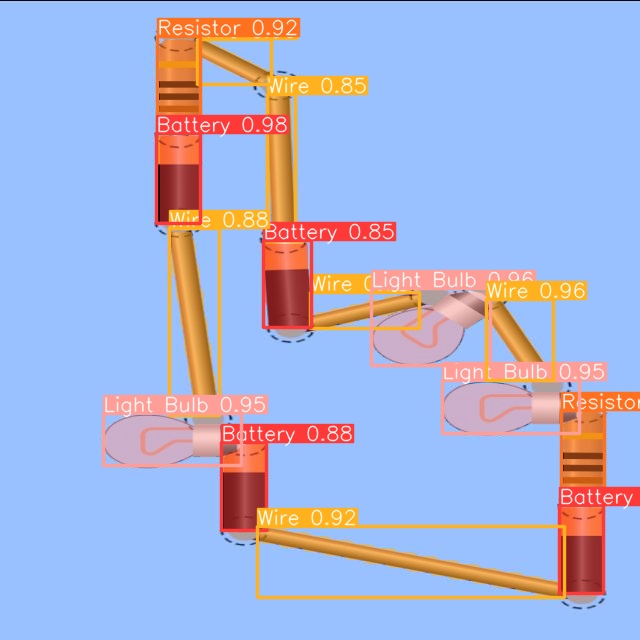 Resistor 0.92
Wire 0.85
Battery 0.98
Wire 0.88
Battery 0.85
Light Bulb 0.96
Wire 0.96
Light Bulb 0.95
Light Bulb 0.95
Resistor
Battery 0.88
Battery
Wire 0.92